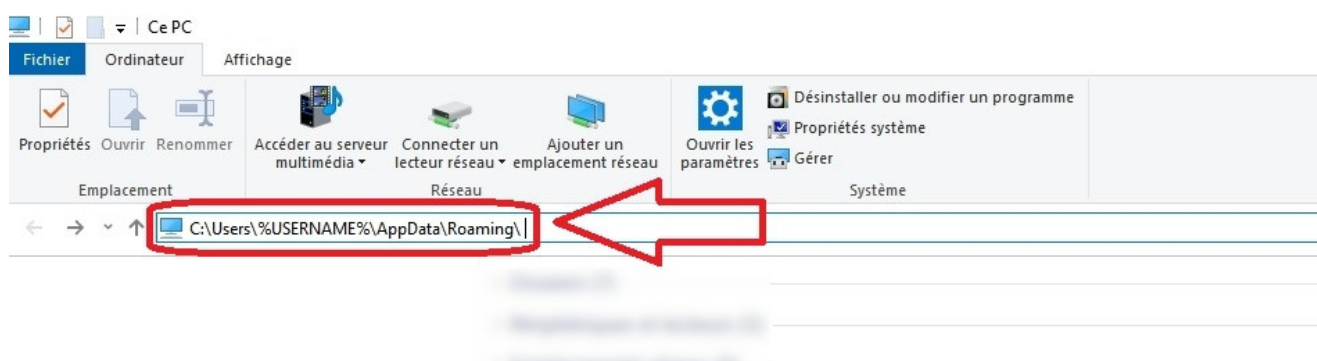 Ce PC
Fichier Ordinateur Affichage
Propriétés Ouvrir Renommer Accéder au serveur multimédia Connecter un lecteur réseau Ajouter un emplacement réseau Ouvrir les paramètres Désinstaller ou modifier un programme
Propriétés système
Gérer
Emplacement Réseau Système
C:\Users\%USERNAME%\AppData\Roaming\